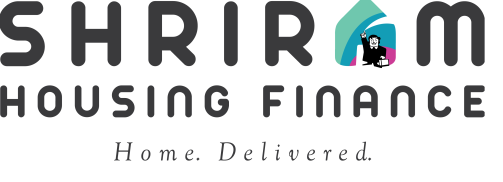 SHRIRAM
HOUSING FINANCE
Home. Delivered.